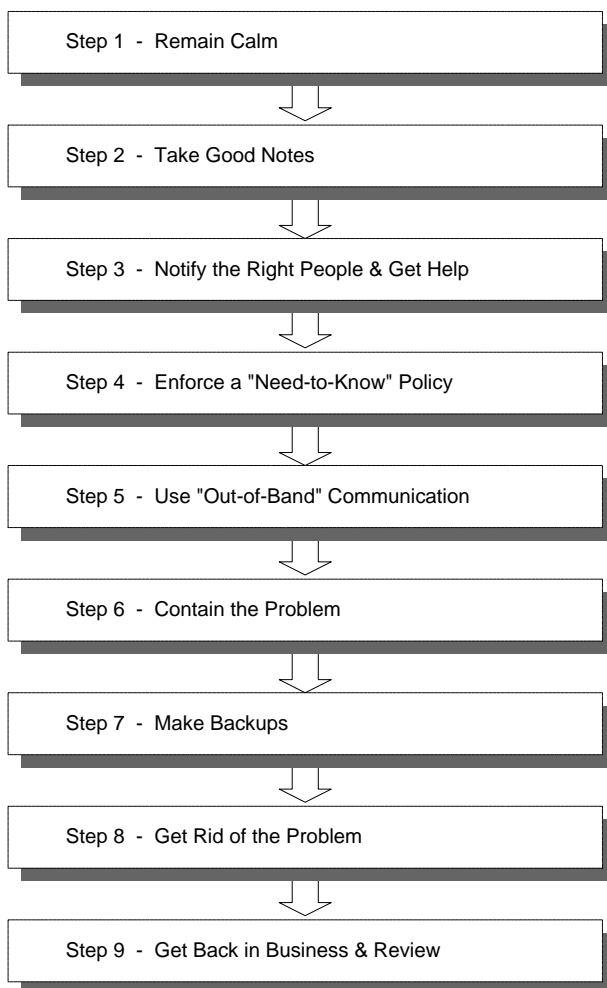 Step 1 - Remain Calm
Step 2 - Take Good Notes
Step 3 - Notify the Right People & Get Help
Step 4 - Enforce a "Need-to-Know" Policy
Step 5 - Use "Out-of-Band" Communication
Step 6 - Contain the Problem
Step 7 - Make Backups
Step 8 - Get Rid of the Problem
Step 9 - Get Back in Business & Review